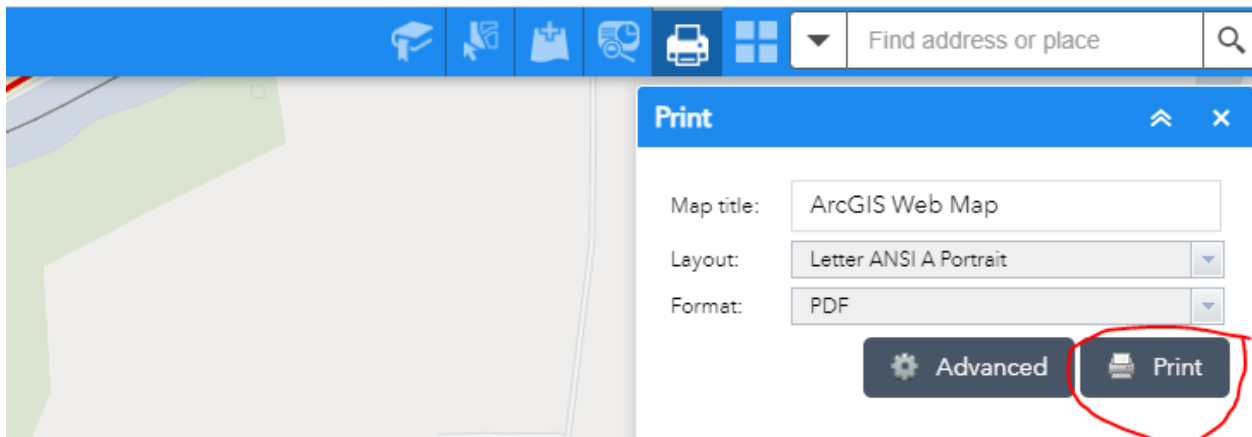 Find address or place
Print
Map title: ArcGIS Web Map
Layout: Letter ANSI A Portrait
Format: PDF
Advanced Print